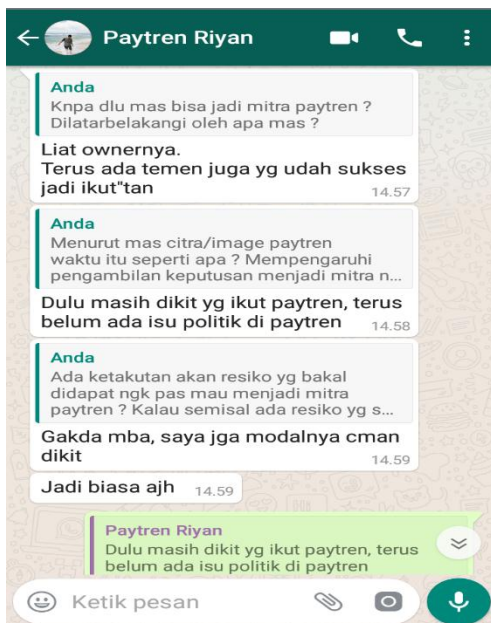 Paytren Riyan
Anda
Knpa dlu mas bisa jadi mitra paytren ?
Dilatarbelakangi oleh apa mas ?
Liat ownernya.
Terus ada temen juga yg udah sukses
jadi ikut"tan
14.57
Anda
Menurut mas citra/image paytren
waktu itu seperti apa ? Mempengaruhi
pengambilan keputusan menjadi mitra n...
Dulu masih dikit yg ikut paytren, terus
belum ada isu politik di paytren
14.58
Anda
Ada ketakutan akan resiko yg bakal
didapat ngk pas mau menjadi mitra
paytren ? Kalau semisal ada resiko yg s...
Gakda mba, saya jga modalnya cman
dikit
14.59
Jadi biasa ajh
14.59
Paytren Riyan
Dulu masih dikit yg ikut paytren, terus
belum ada isu politik di paytren
Ketik pesan